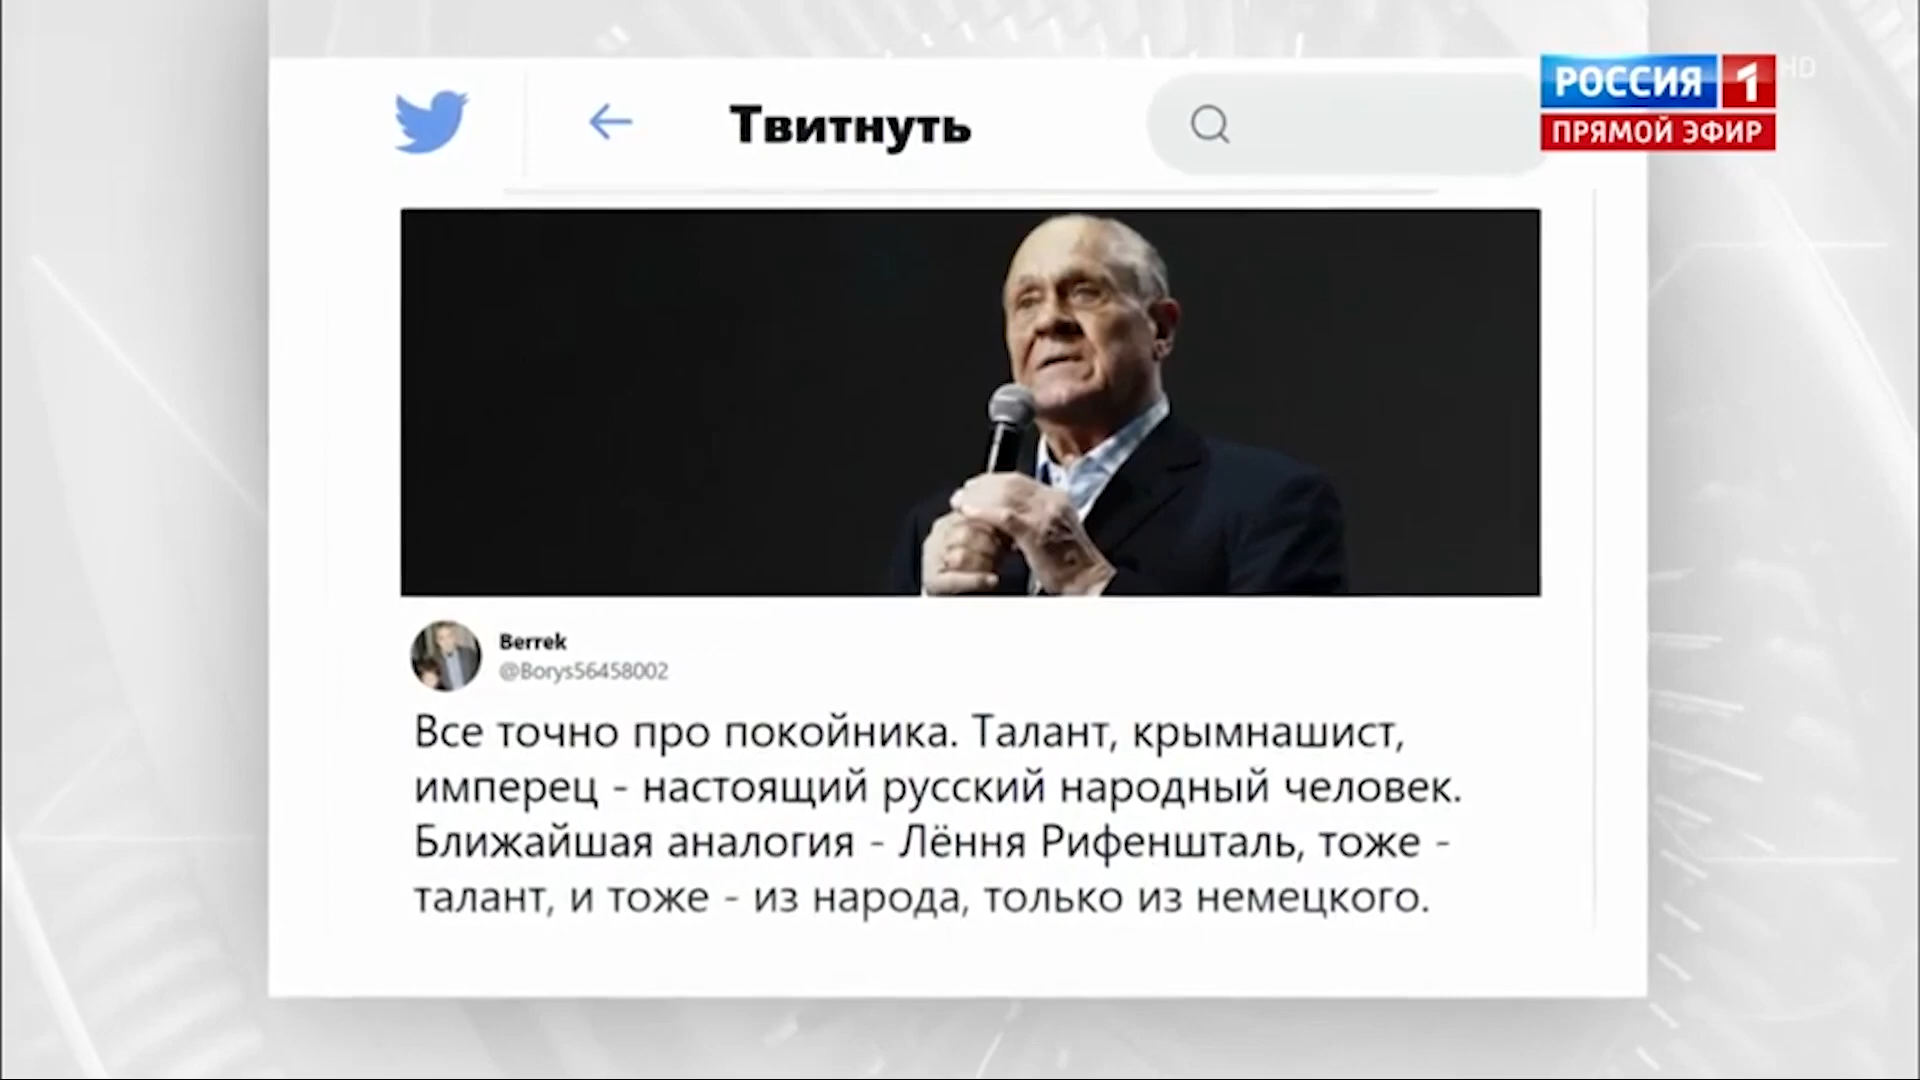 РОССИЯ 1
HD
ПРЯМОЙ ЭФИР
Твитнуть
Berrek
@Borys56458002
Все точно про покойника. Талант, крымнашист,
имперец - настоящий русский народный человек.
Ближайшая аналогия - Лёння Рифеншталь, тоже -
талант, и тоже - из народа, только из немецкого.